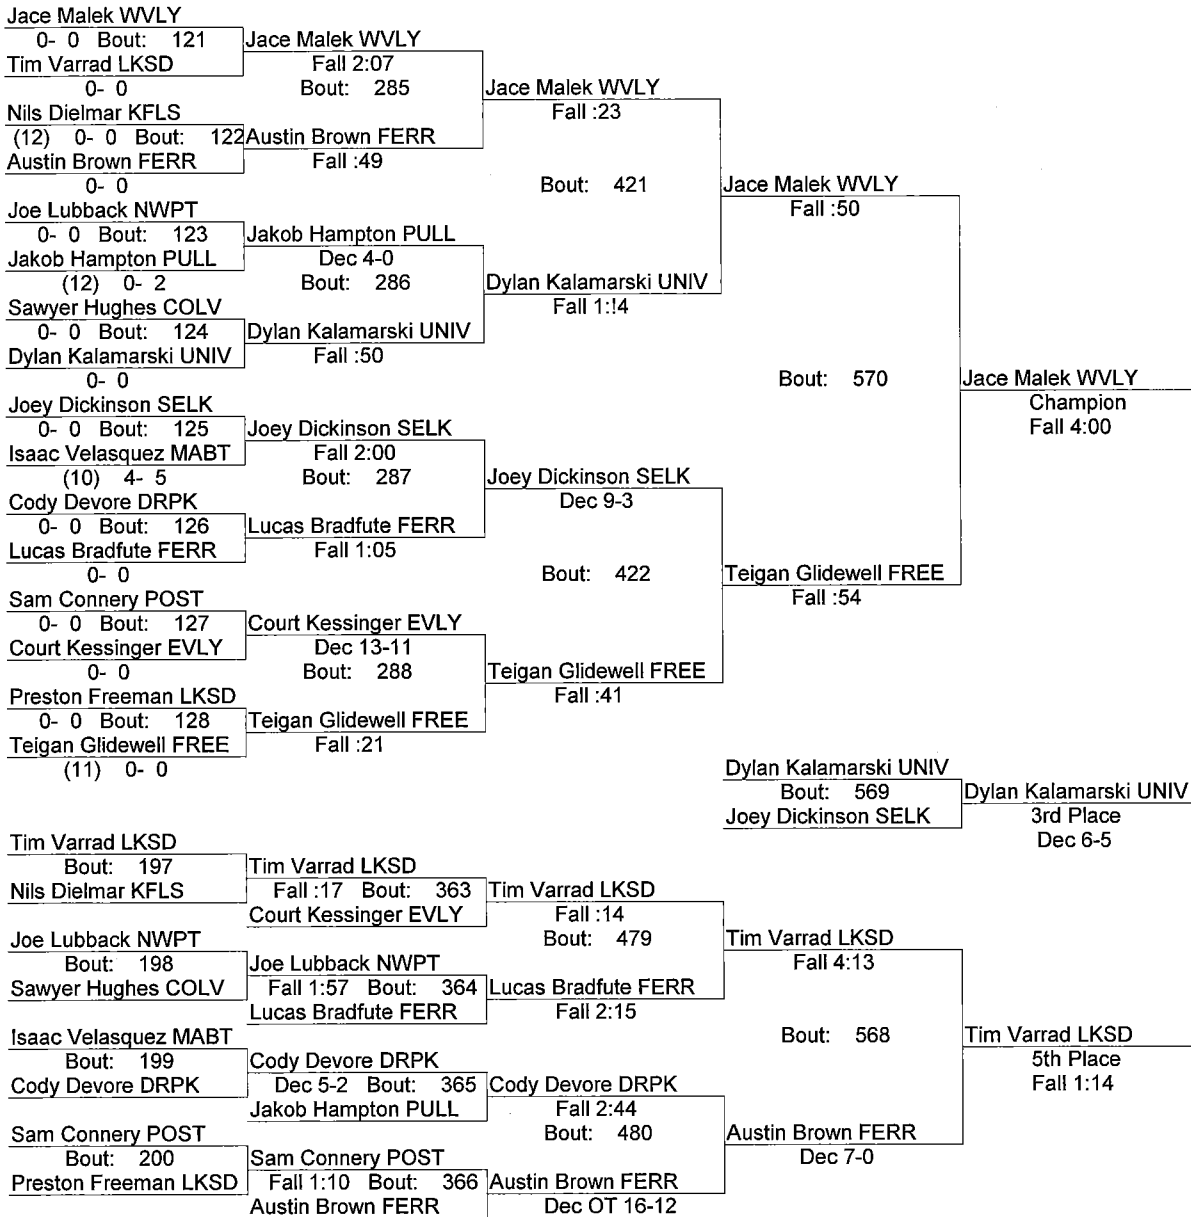 Jace Malek WVLY
0- 0 Bout: 121
Tim Varrad LKSD
0- 0
Nils Dielmar KFLS
(12) 0- 0 Bout: 122
Austin Brown FERR
0- 0
Joe Lubback NWPT
0- 0 Bout: 123
Jakob Hampton PULL
(12) 0- 2
Sawyer Hughes COLV
0- 0 Bout: 124
Dylan Kalamarski UNIV
0- 0
Joey Dickinson SELK
0- 0 Bout: 125
Isaac Velasquez MABT
(10) 4- 5
Cody Devore DRPK
0- 0 Bout: 126
Lucas Bradfute FERR
0- 0
Sam Connery POST
0- 0 Bout: 127
Court Kessinger EVLY
0- 0
Preston Freeman LKSD
0- 0 Bout: 128
Teigan Glidewell FREE
(11) 0- 0
Jace Malek WVLY
Fall 2:07
Bout: 285
Austin Brown FERR
Fall :49
Jakob Hampton PULL
Dec 4-0
Bout: 286
Dylan Kalamarski UNIV
Fall :50
Joey Dickinson SELK
Fall 2:00
Bout: 287
Lucas Bradfute FERR
Fall 1:05
Court Kessinger EVLY
Dec 13-11
Bout: 288
Teigan Glidewell FREE
Fall :21
Jace Malek WVLY
Fall :23
Bout: 421
Dylan Kalamarski UNIV
Fall 1:!4
Joey Dickinson SELK
Dec 9-3
Bout: 422
Teigan Glidewell FREE
Fall :41
Jace Malek WVLY
Fall :50
Bout: 570
Teigan Glidewell FREE
Fall :54
Jace Malek WVLY
Champion
Fall 4:00
Dylan Kalamarski UNIV
Bout: 569
Joey Dickinson SELK
Dylan Kalamarski UNIV
3rd Place
Dec 6-5
Tim Varrad LKSD
Bout: 197
Nils Dielmar KFLS
Joe Lubback NWPT
Bout: 198
Sawyer Hughes COLV
Isaac Velasquez MABT
Bout: 199
Cody Devore DRPK
Sam Connery POST
Bout: 200
Preston Freeman LKSD
Tim Varrad LKSD
Fall :17 Bout: 363
Court Kessinger EVLY
Joe Lubback NWPT
Fall 1:57 Bout: 364
Lucas Bradfute FERR
Cody Devore DRPK
Dec 5-2 Bout: 365
Jakob Hampton PULL
Sam Connery POST
Fall 1:10 Bout: 366
Austin Brown FERR
Tim Varrad LKSD
Fall :14
Bout: 479
Lucas Bradfute FERR
Fall 2:15
Cody Devore DRPK
Fall 2:44
Bout: 480
Austin Brown FERR
Dec OT 16-12
Tim Varrad LKSD
Fall 4:13
Bout: 568
Austin Brown FERR
Dec 7-0
Tim Varrad LKSD
5th Place
Fall 1:14